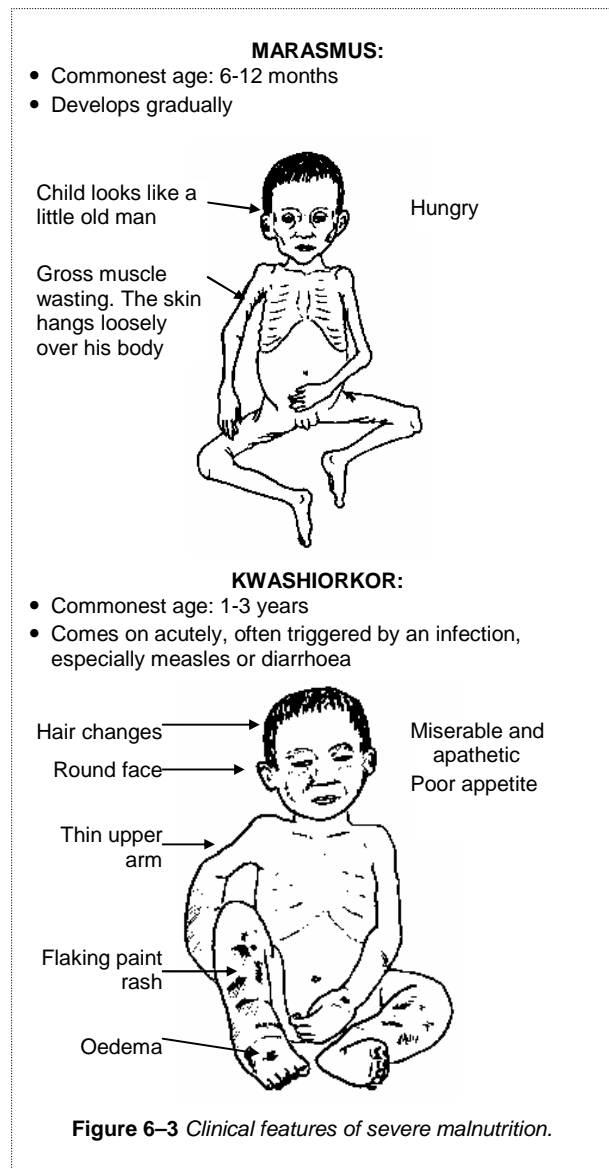 MARASMUS:
• Commonest age: 6-12 months
• Develops gradually
Child looks like a
little old man
Hungry
Gross muscle
wasting. The skin
hangs loosely
over his body
KWASHIORKOR:
• Commonest age: 1-3 years
• Comes on acutely, often triggered by an infection,
especially measles or diarrhoea
Hair changes
Round face
Miserable and
apathetic
Poor appetite
Thin upper
arm
Flaking paint
rash
Oedema
Figure 6–3 Clinical features of severe malnutrition.